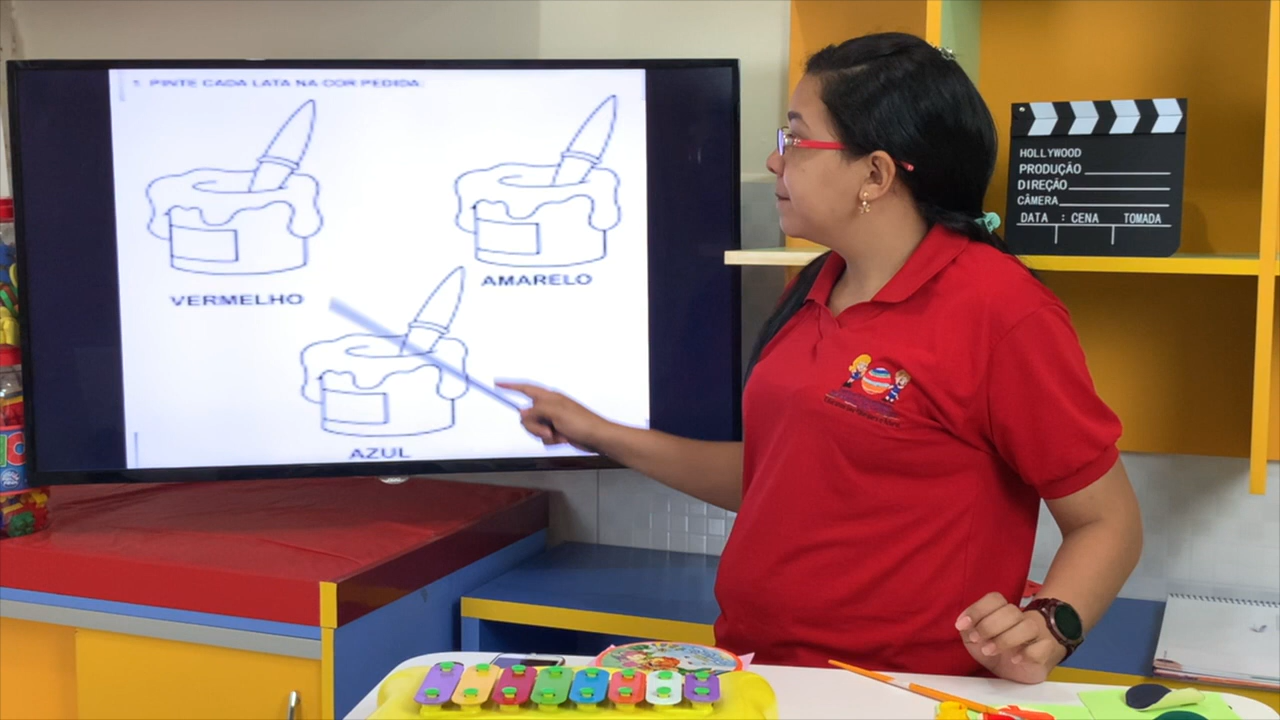 1. PINTE CADA LATA NA COR PEDIDA:
VERMELHO
AMARELO
AZUL
HOLLYWOOD
PRODUÇÃO
DIREÇÃO
CÂMERA
DATA : CENA TOMADA